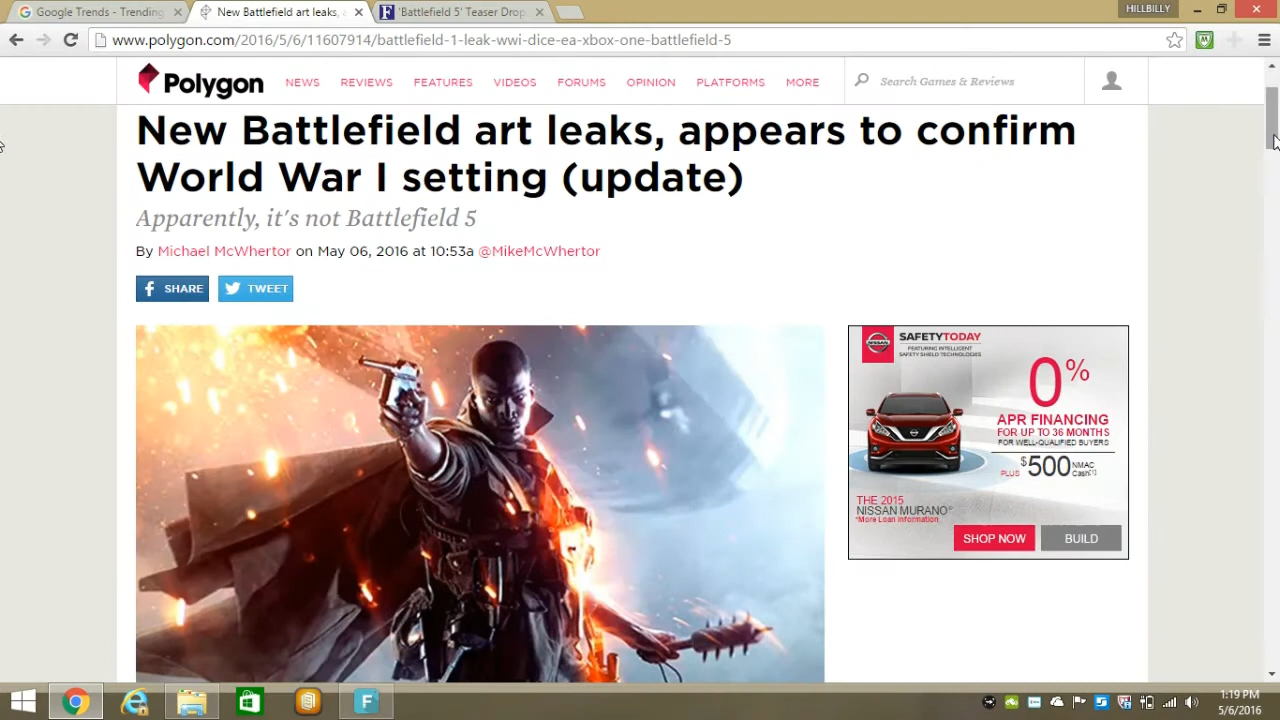 Google Trends - Trending
New Battlefield art leaks, a
'Battlefield 5' Teaser Drop
HILLBILLY
www.polygon.com/2016/5/6/11607914/battlefield-1-leak-wwi-dice-ea-xbox-one-battlefield-5
Polygon
NEWS REVIEWS FEATURES VIDEOS FORUMS OPINION PLATFORMS MORE
Search Games & Reviews
New Battlefield art leaks, appears to confirm
World War I setting (update)
Apparently, it's not Battlefield 5
By Michael McWhertor on May 06, 2016 at 10:53a @MikeMcWhertor
SHARE
TWEET
SAFETYTODAY
FEATURING INTELLIGENT
SAFETY SHIELD TECHNOLOGIES
0%
APR FINANCING
FOR UP TO 36 MONTHS
FOR WELL-QUALIFIED BUYERS
PLUS $500 NMAC
Cash
THE 2015
NISSAN MURANO®
*More Loan Information
SHOP NOW
BUILD
1:19 PM
5/6/2016